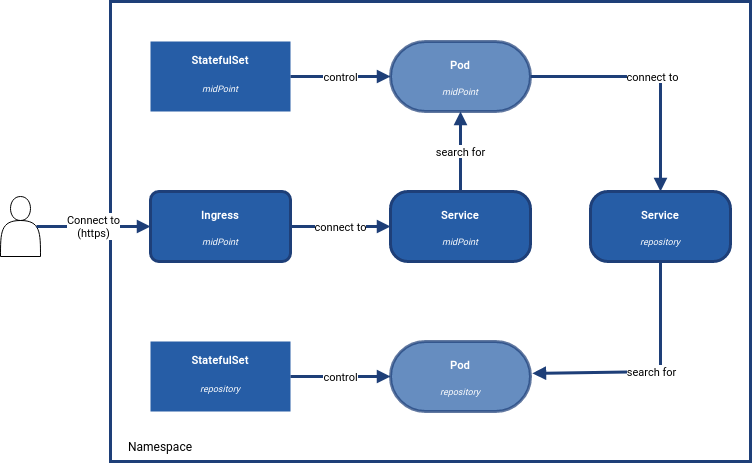 StatefulSet
midPoint
control
Pod
midPoint
connect to
search for
Connect to
(https)
Ingress
midPoint
connect to
Service
midPoint
Service
repository
StatefulSet
repository
control
Pod
repository
search for
Namespace